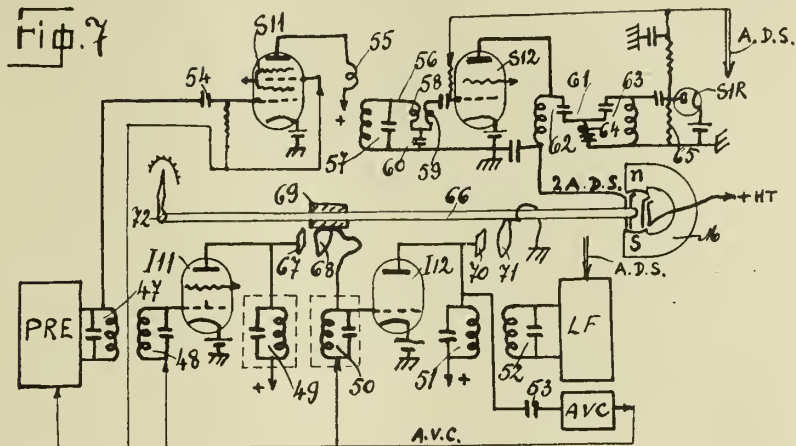 Fig. 7
S11
55
54
56
58
S12
61
63
A.D.S.
S1R
57
60
59
62
64
65
2 A.D.S.
n
S
+HT
16
72
69
66
67
68
70
71
I11
I12
A.D.S.
PRE
47
48
49
50
51
52
LF
+
+
+
53
AVC
A.V.C.